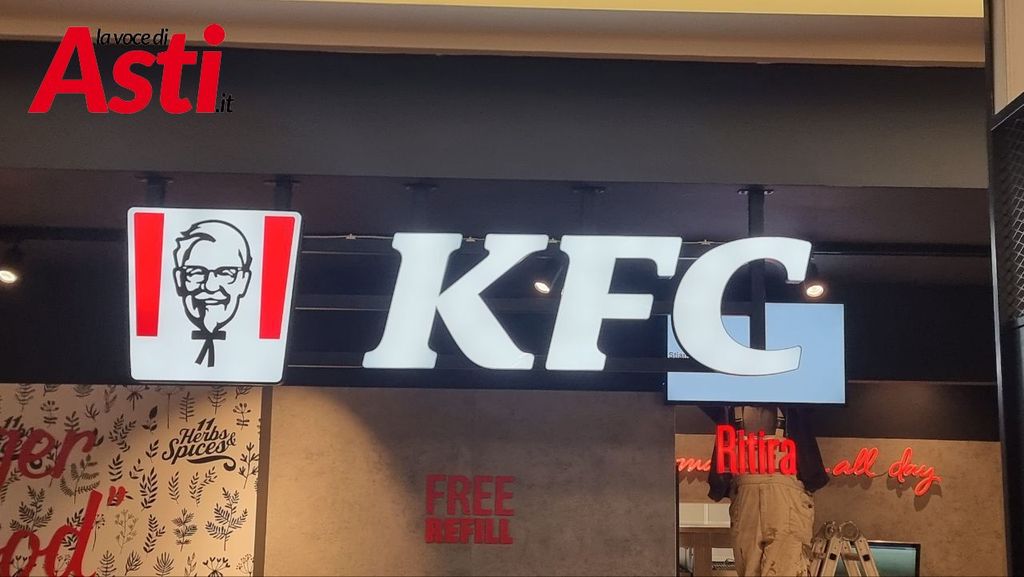 la voce di
Asti
.it
KFC
11
Herbs &
Spices
FREE
REFILL
Ritira
...all day